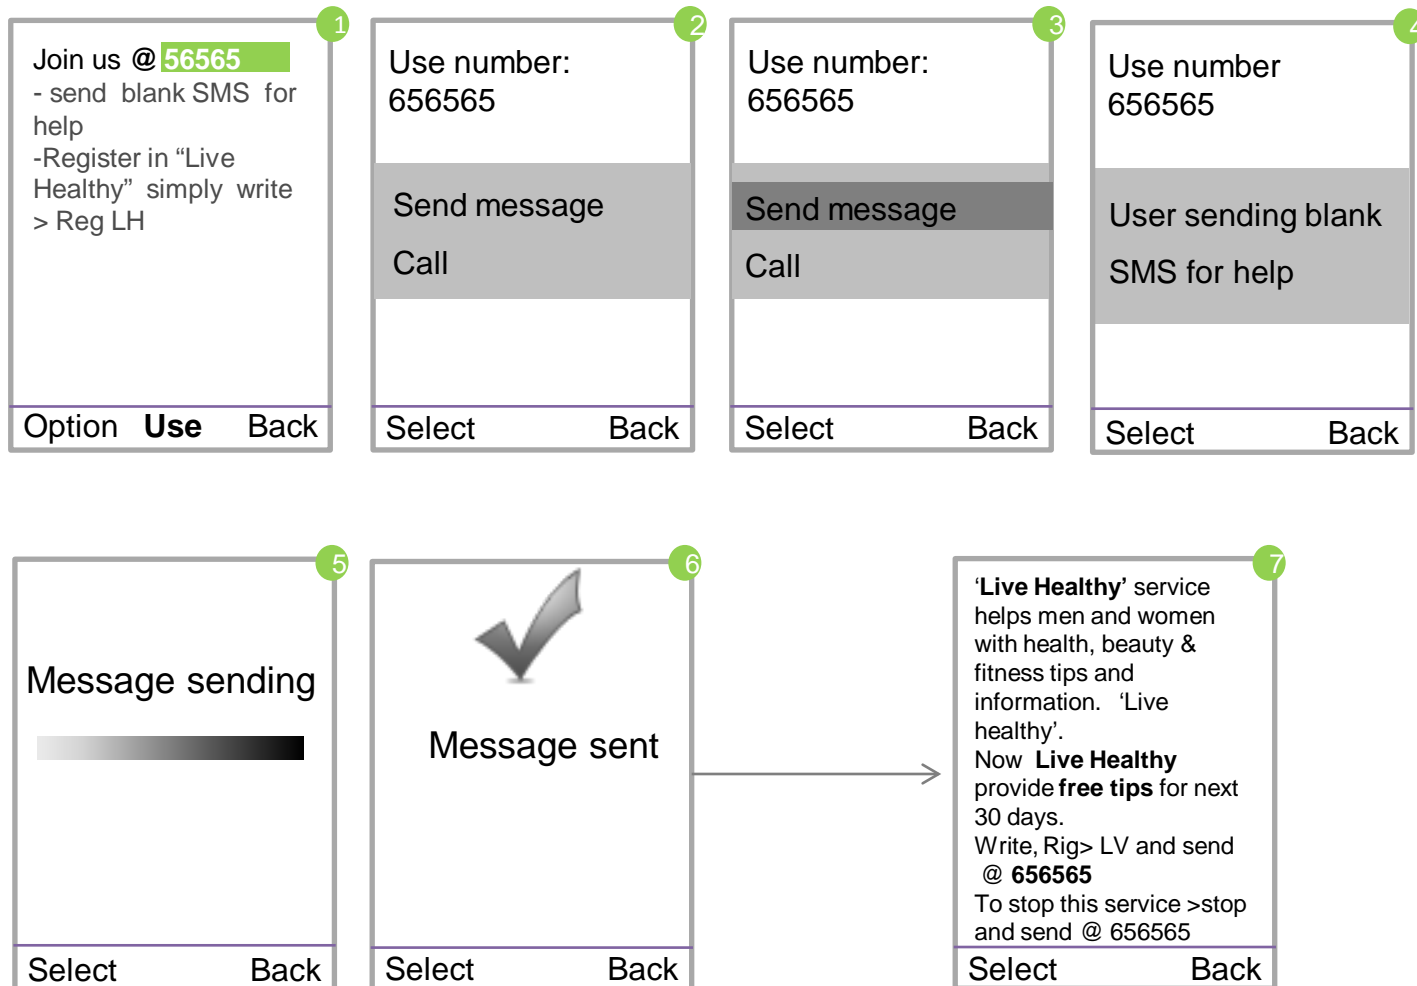 1
Join us @ 56565
- send blank SMS for
help
-Register in “Live
Healthy” simply write
> Reg LH
Option Use Back
2
Use number:
656565
Send message
Call
Select Back
3
Use number:
656565
Send message
Call
Select Back
4
Use number
656565
User sending blank
SMS for help
Select Back
5
Message sending
Select Back
6
Message sent
Select Back
7
‘Live Healthy’ service
helps men and women
with health, beauty &
fitness tips and
information. ‘Live
healthy’.
Now Live Healthy
provide free tips for next
30 days.
Write, Rig> LV and send
@ 656565
To stop this service >stop
and send @ 656565
Select Back